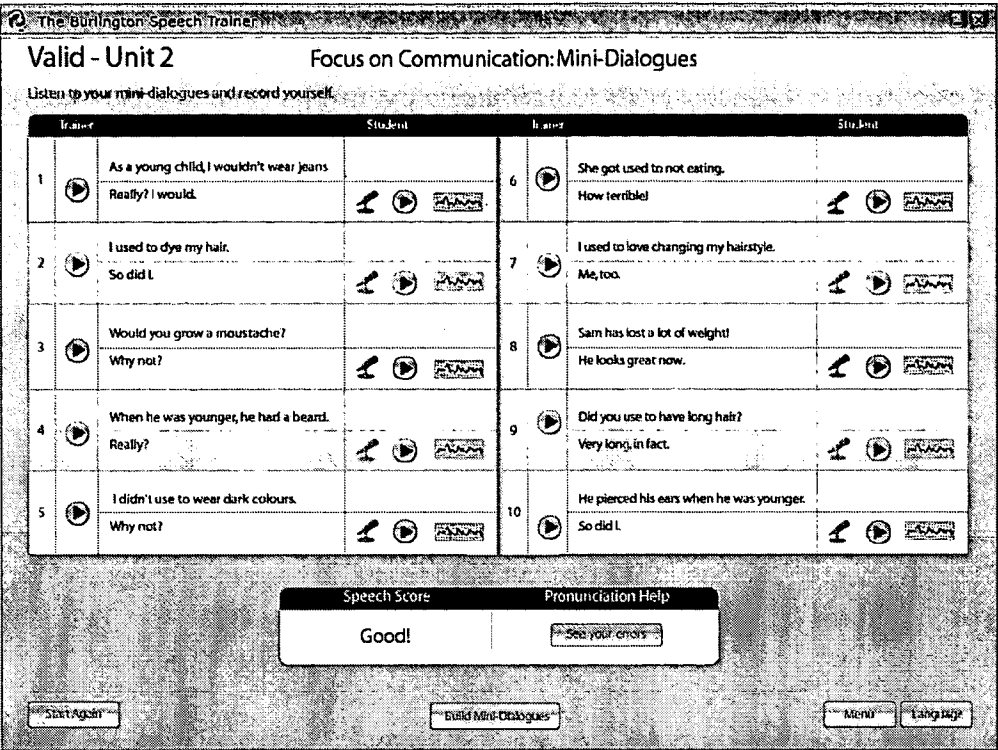 The Burlington Speech Trainer
Valid - Unit 2
Focus on Communication: Mini-Dialogues
Listen to your mini-dialogues and record yourself.
Trainer Student Trainer Student
1
As a young child, I wouldn't wear jeans
Really? I would.
2
I used to dye my hair.
So did I.
3
Would you grow a moustache?
Why not?
4
When he was younger, he had a beard.
Really?
5
I didn't use to wear dark colours.
Why not?
6
She got used to not eating.
How terrible!
7
I used to love changing my hairstyle.
Me, too.
8
Sam has lost a lot of weight!
He looks great now.
9
Did you use to have long hair?
Very long, in fact.
10
He pierced his ears when he was younger.
So did I.
Speech Score Pronunciation Help
Good! See your errors
Start Again Build Mini-Dialogues Menu Language